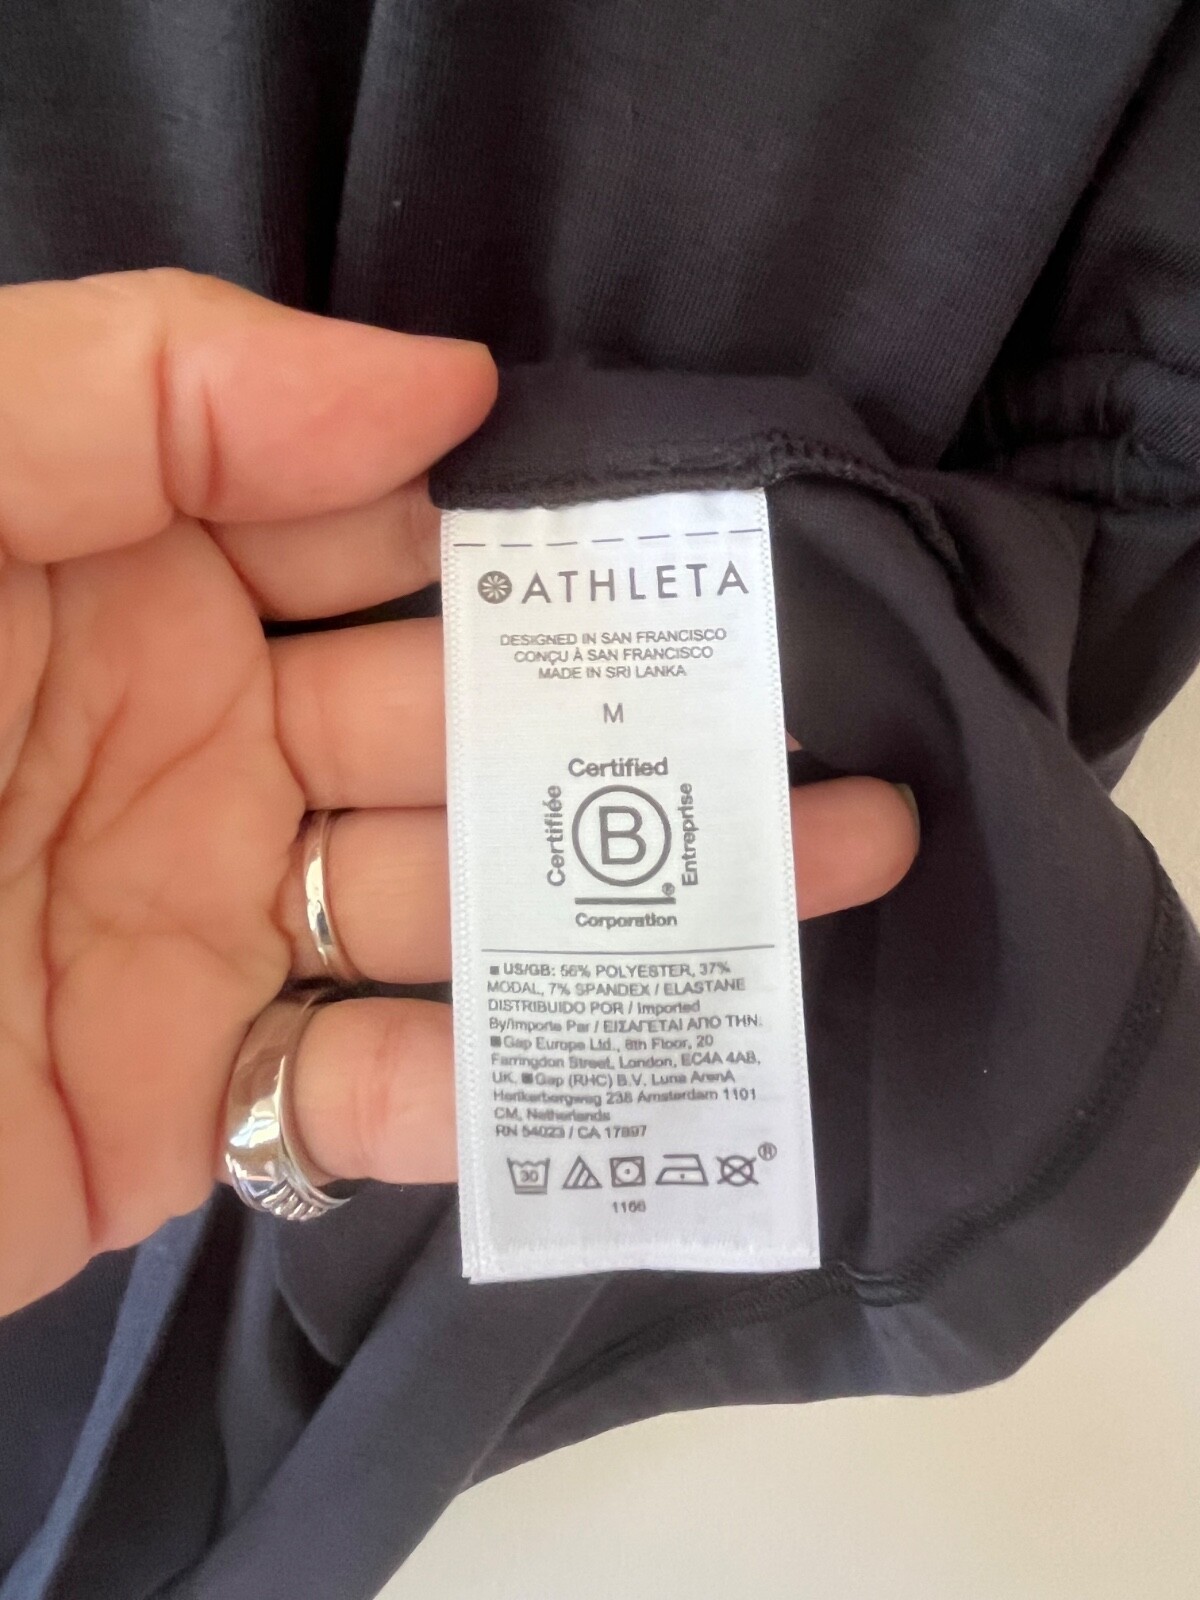 ATHLETA
DESIGNED IN SAN FRANCISCO
CONÇU À SAN FRANCISCO
MADE IN SRI LANKA
M
Certified
Certifiée
B
Entreprise
®
Corporation
US/GB: 56% POLYESTER, 37%
MODAL, 7% SPANDEX / ELASTANE
DISTRIBUIDO POR / Imported
By/Importe Par / ΕΙΣΑΓΕΤΑΙ ΑΠΟ ΤΗΝ:
Gap Europe Ltd., 8th Floor, 20
Farringdon Street, London, EC4A 4AB,
UK. Gap (RHC) B.V. Luna ArenA
Herikerbergweg 238 Amsterdam 1101
CM, Netherlands
RN 54023 / CA 17897
30
®
1166